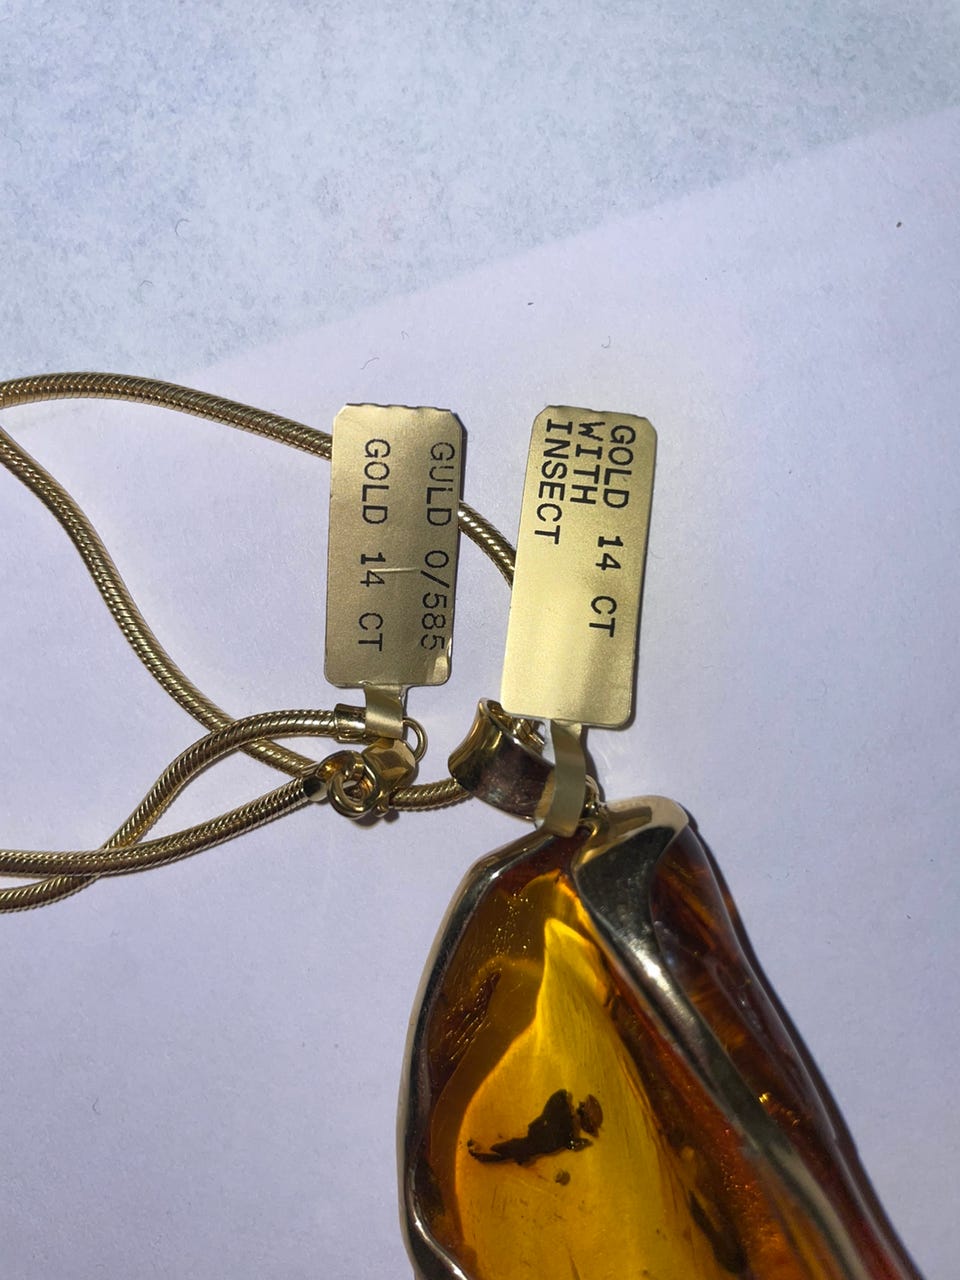 GULD 0/585
GOLD 14 CT
GOLD 14 CT
WITH
INSECT